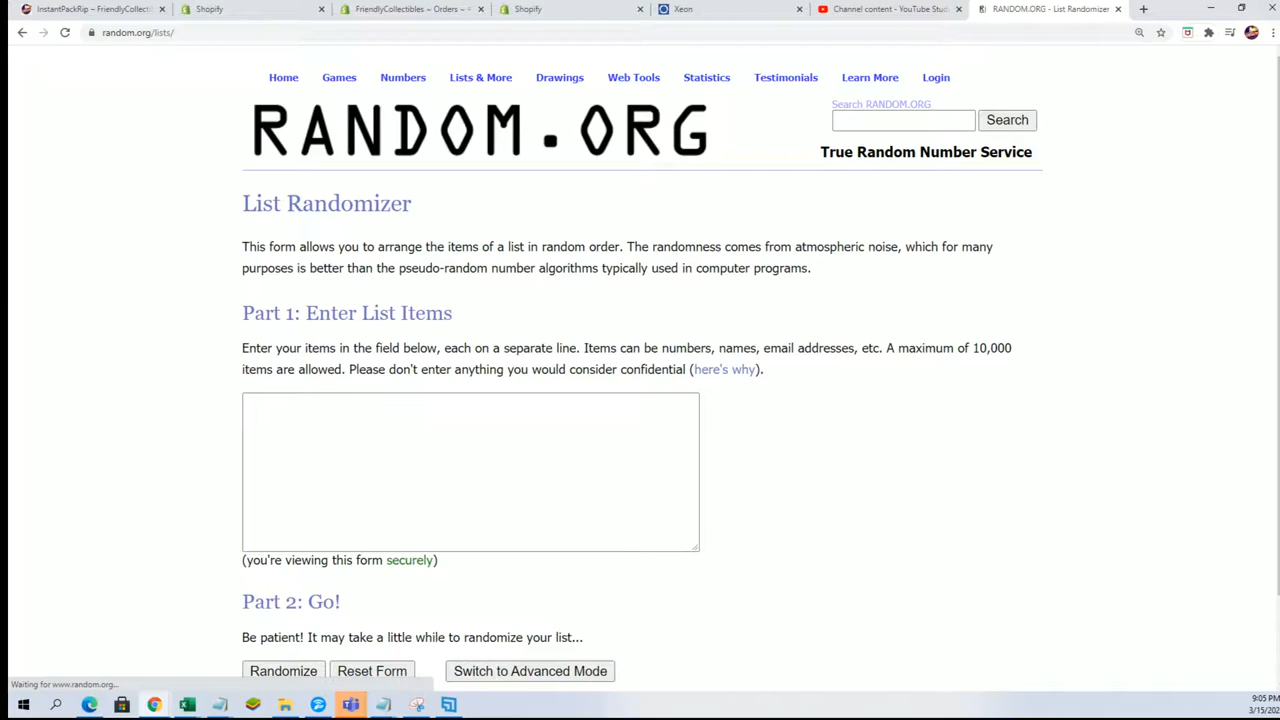 InstantPackRip ~ FriendlyCollecti
Shopify
FriendlyCollectibles ~ Orders ~
Shopify
Xeon
Channel content - YouTube Stud
RANDOM.ORG - List Randomizer
random.org/lists/
Home Games Numbers Lists & More Drawings Web Tools Statistics Testimonials Learn More Login
RANDOM.ORG
Search RANDOM.ORG
Search
True Random Number Service
List Randomizer
This form allows you to arrange the items of a list in random order. The randomness comes from atmospheric noise, which for many
purposes is better than the pseudo-random number algorithms typically used in computer programs.
Part 1: Enter List Items
Enter your items in the field below, each on a separate line. Items can be numbers, names, email addresses, etc. A maximum of 10,000
items are allowed. Please don't enter anything you would consider confidential (here's why).
(you're viewing this form securely)
Part 2: Go!
Be patient! It may take a little while to randomize your list...
Randomize Reset Form Switch to Advanced Mode
Waiting for www.random.org...
9:05 PM
3/15/202